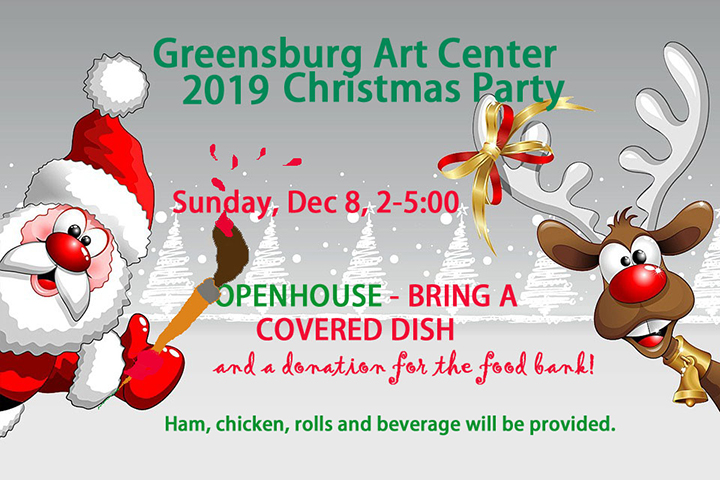 Greensburg Art Center
2019 Christmas Party
Sunday, Dec 8, 2-5:00
OPENHOUSE - BRING A
COVERED DISH
and a donation for the food bank!
Ham, chicken, rolls and beverage will be provided.